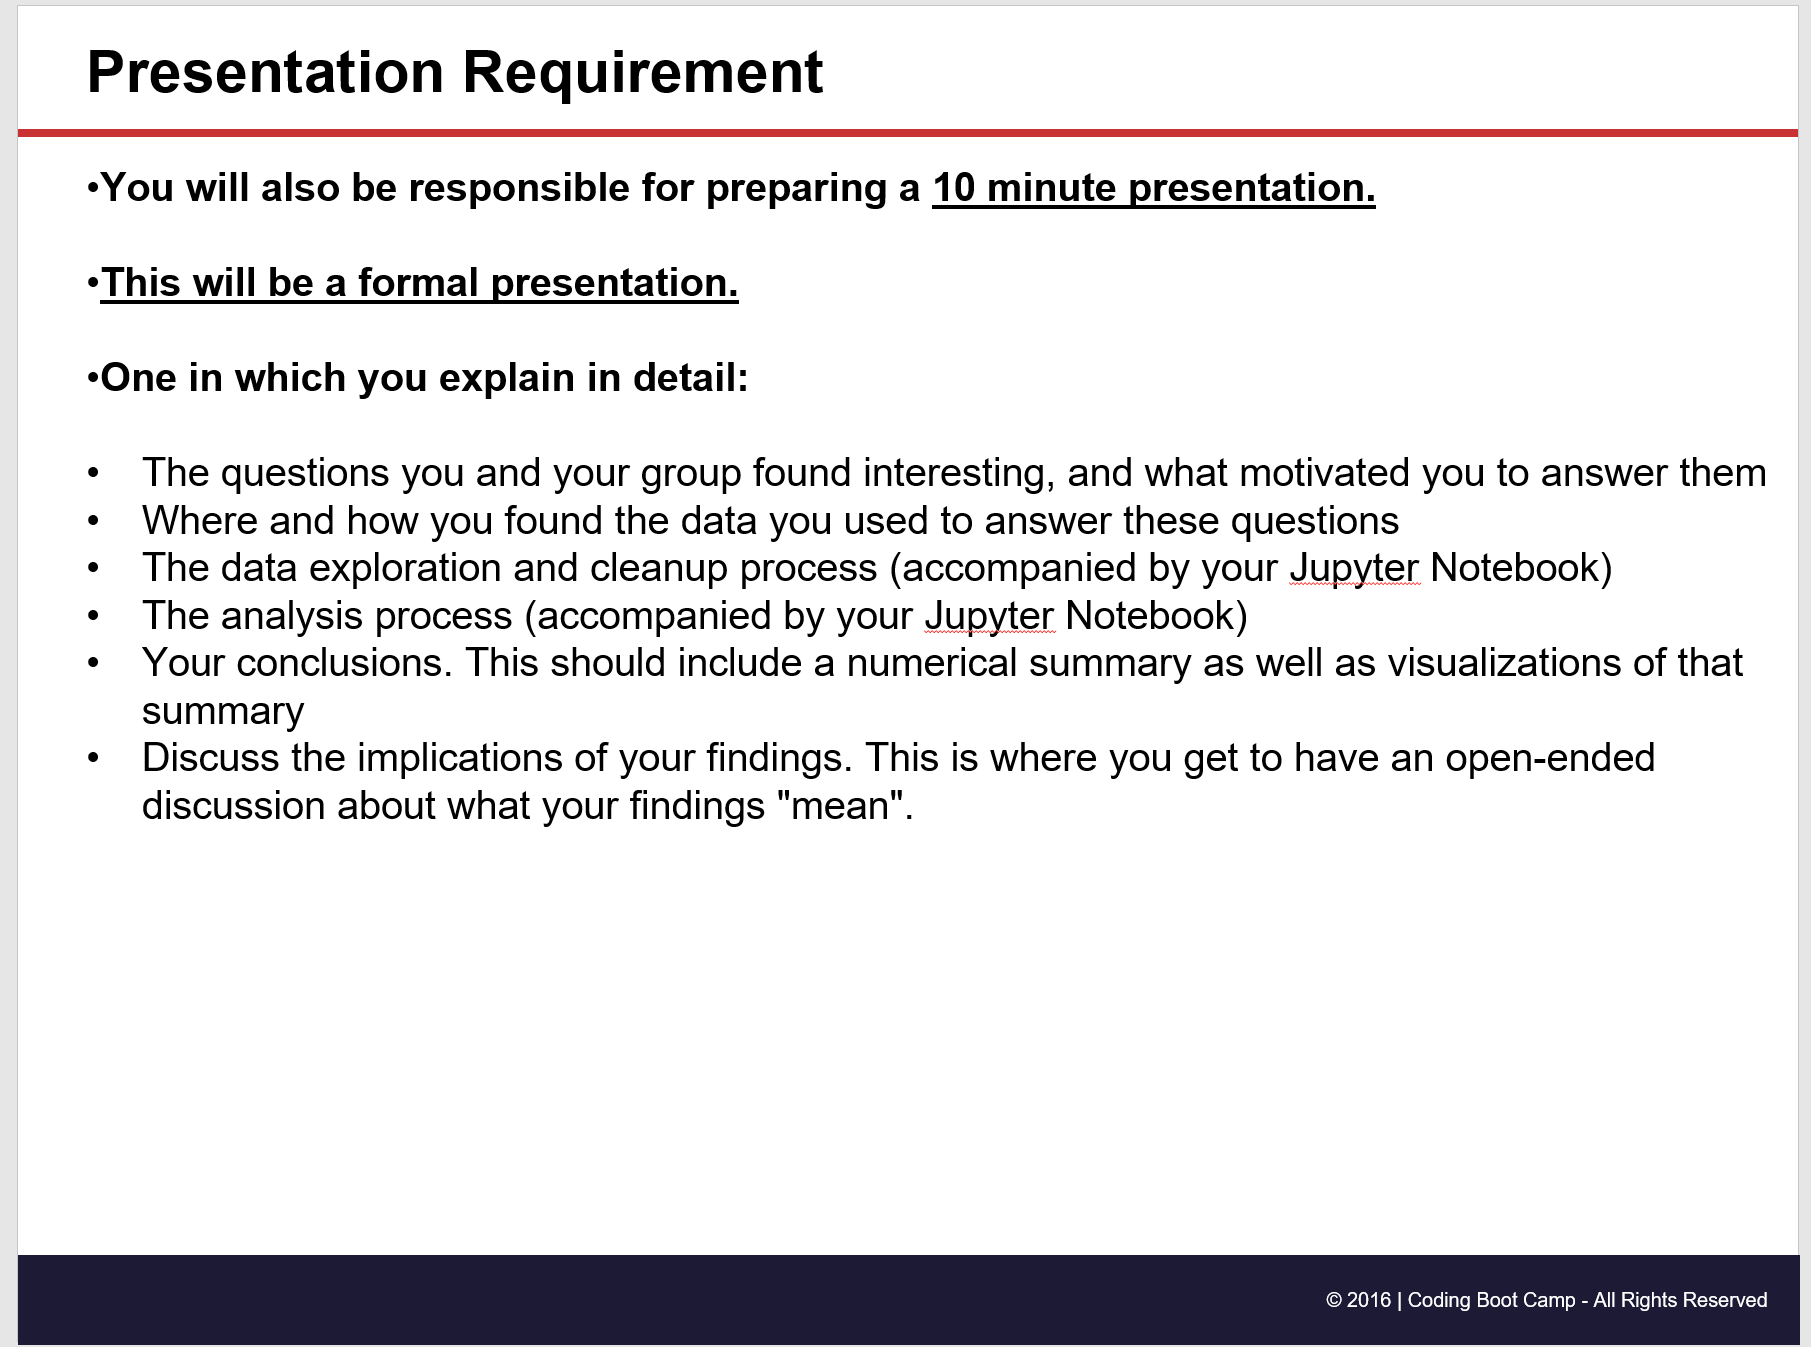 Presentation Requirement
•You will also be responsible for preparing a 10 minute presentation.
•This will be a formal presentation.
•One in which you explain in detail:
• The questions you and your group found interesting, and what motivated you to answer them
• Where and how you found the data you used to answer these questions
• The data exploration and cleanup process (accompanied by your Jupyter Notebook)
• The analysis process (accompanied by your Jupyter Notebook)
• Your conclusions. This should include a numerical summary as well as visualizations of that
summary
• Discuss the implications of your findings. This is where you get to have an open-ended
discussion about what your findings "mean".
© 2016 | Coding Boot Camp - All Rights Reserved